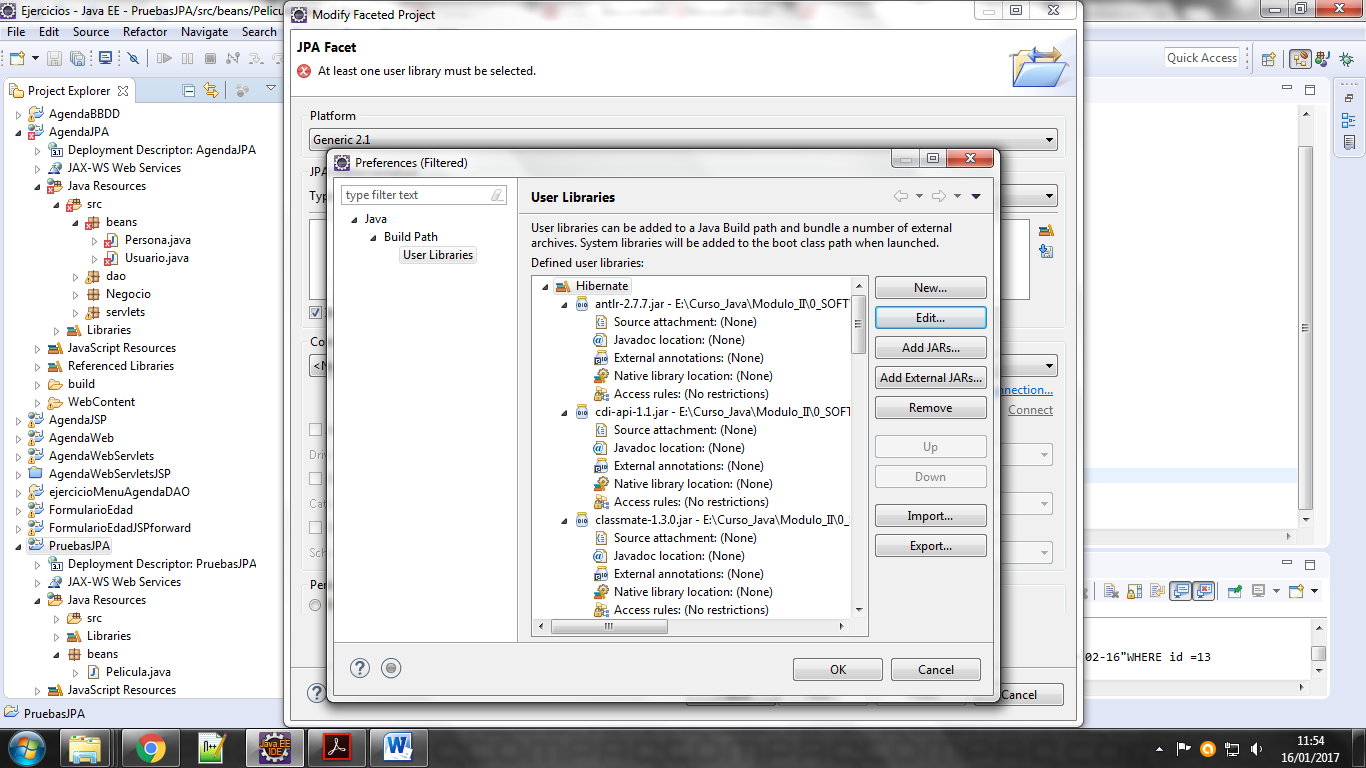 Ejercicios - Java EE - PruebasJPA/src/beans/Pelicu
File Edit Source Refactor Navigate Search
Quick Access
Project Explorer
AgendaBBDD
AgendaJPA
Deployment Descriptor: AgendaJPA
JAX-WS Web Services
Java Resources
src
beans
Persona.java
Usuario.java
dao
Negocio
servlets
Libraries
JavaScript Resources
Referenced Libraries
build
WebContent
AgendaJSP
AgendaWeb
AgendaWebServlets
AgendaWebServletsJSP
ejercicioMenuAgendaDAO
FormularioEdad
FormularioEdadJSPforward
PruebasJPA
Deployment Descriptor: PruebasJPA
JAX-WS Web Services
Java Resources
src
Libraries
beans
Pelicula.java
JavaScript Resources
PruebasJPA
Modify Faceted Project
JPA Facet
At least one user library must be selected.
Platform
Generic 2.1
JPA
Typ
Co
<N
nnection...
Connect
Driv
Cat
Sch
Per
Cancel
Preferences (Filtered)
type filter text
Java
Build Path
User Libraries
User Libraries
User libraries can be added to a Java Build path and bundle a number of external
archives. System libraries will be added to the boot class path when launched.
Defined user libraries:
Hibernate
antlr-2.7.7.jar - E:\Curso_Java\Modulo_II\0_SOFT
Source attachment: (None)
Javadoc location: (None)
External annotations: (None)
Native library location: (None)
Access rules: (No restrictions)
cdi-api-1.1.jar - E:\Curso_Java\Modulo_II\0_SOFT
Source attachment: (None)
Javadoc location: (None)
External annotations: (None)
Native library location: (None)
Access rules: (No restrictions)
classmate-1.3.0.jar - E:\Curso_Java\Modulo_II\0_
Source attachment: (None)
Javadoc location: (None)
External annotations: (None)
Native library location: (None)
Access rules: (No restrictions)
New...
Edit...
Add JARs...
Add External JARs...
Remove
Up
Down
Import...
Export...
OK
Cancel
02-16"WHERE id =13
11:54
16/01/2017